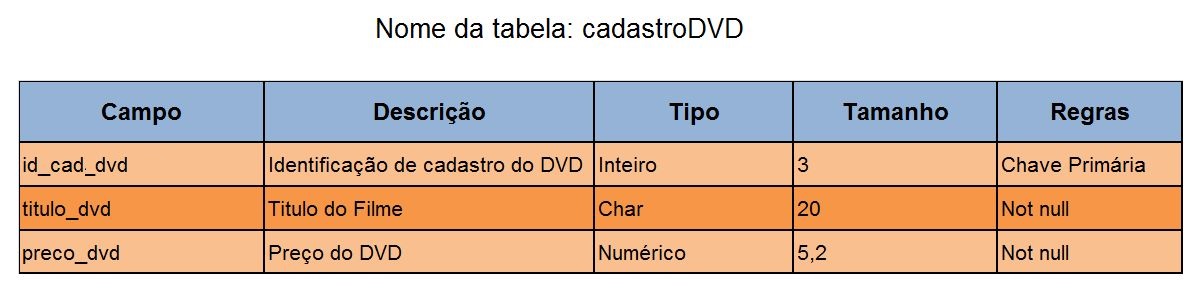 Nome da tabela: cadastroDVD
Campo Descrição Tipo Tamanho Regras
id_cad_dvd Identificação de cadastro do DVD Inteiro 3 Chave Primária
titulo_dvd Titulo do Filme Char 20 Not null
preco_dvd Preço do DVD Numérico 5,2 Not null